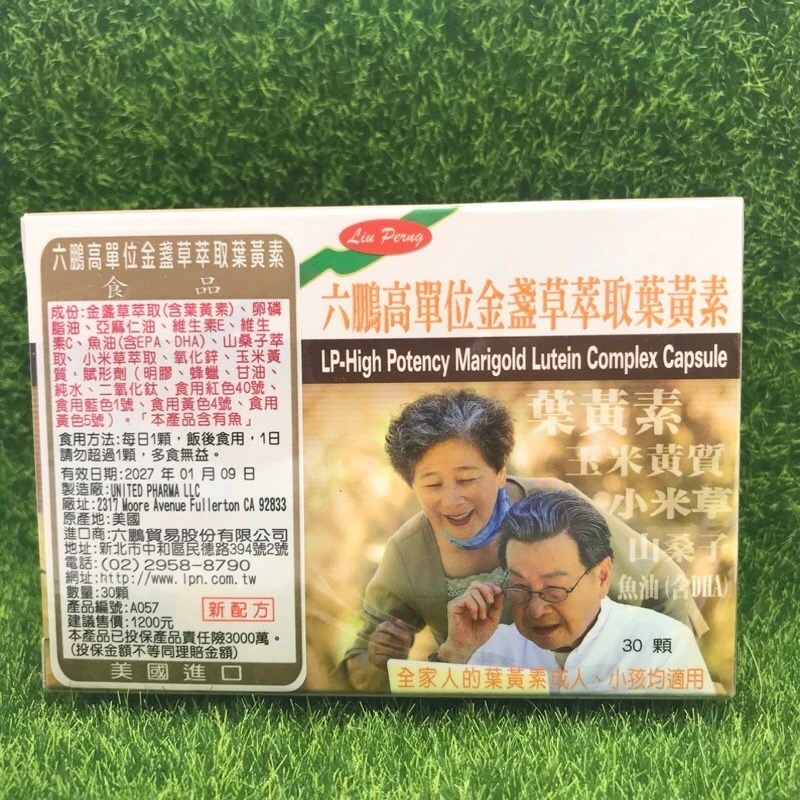 六鵬高單位金盞草萃取葉黃素
食品
成份:金盞草萃取(含葉黃素)、卵磷
脂油、亞麻仁油、維生素E、維生
素C、魚油(含EPA、DHA)、山桑子萃
取、小米草萃取、氧化鋅、玉米黃
質。賦形劑(明膠、蜂蠟、甘油、
純水、二氧化鈦、食用紅色40號、
食用藍色1號、食用黃色4號、食用
黃色5號)。「本產品含有魚」
食用方法:每日1顆,飯後食用,1日
請勿超過1顆,多食無益。
有效日期:2027 年 01 月 09 日
製造廠:UNITED PHARMA LLC
廠址:2317 Moore Avenue Fullerton CA 92833
原產地:美國
進口商:六鵬貿易股份有限公司
地址:新北市中和區民德路394號2號
電話:(02)2958-8790
網址:http://www.lpn.com.tw
數量:30顆
產品編號:A057
建議售價:1200元
新配方
本產品已投保產品責任險3000萬。
(投保金額不等同理賠金額)
美國進口
Liu Perng
六鵬高單位金盞草萃取葉黃素
LP-High Potency Marigold Lutein Complex Capsule
葉黃素
玉米黃質
小米草
山桑子
魚油(含DHA)
30 顆
全家人的葉黃素成人、小孩均適用